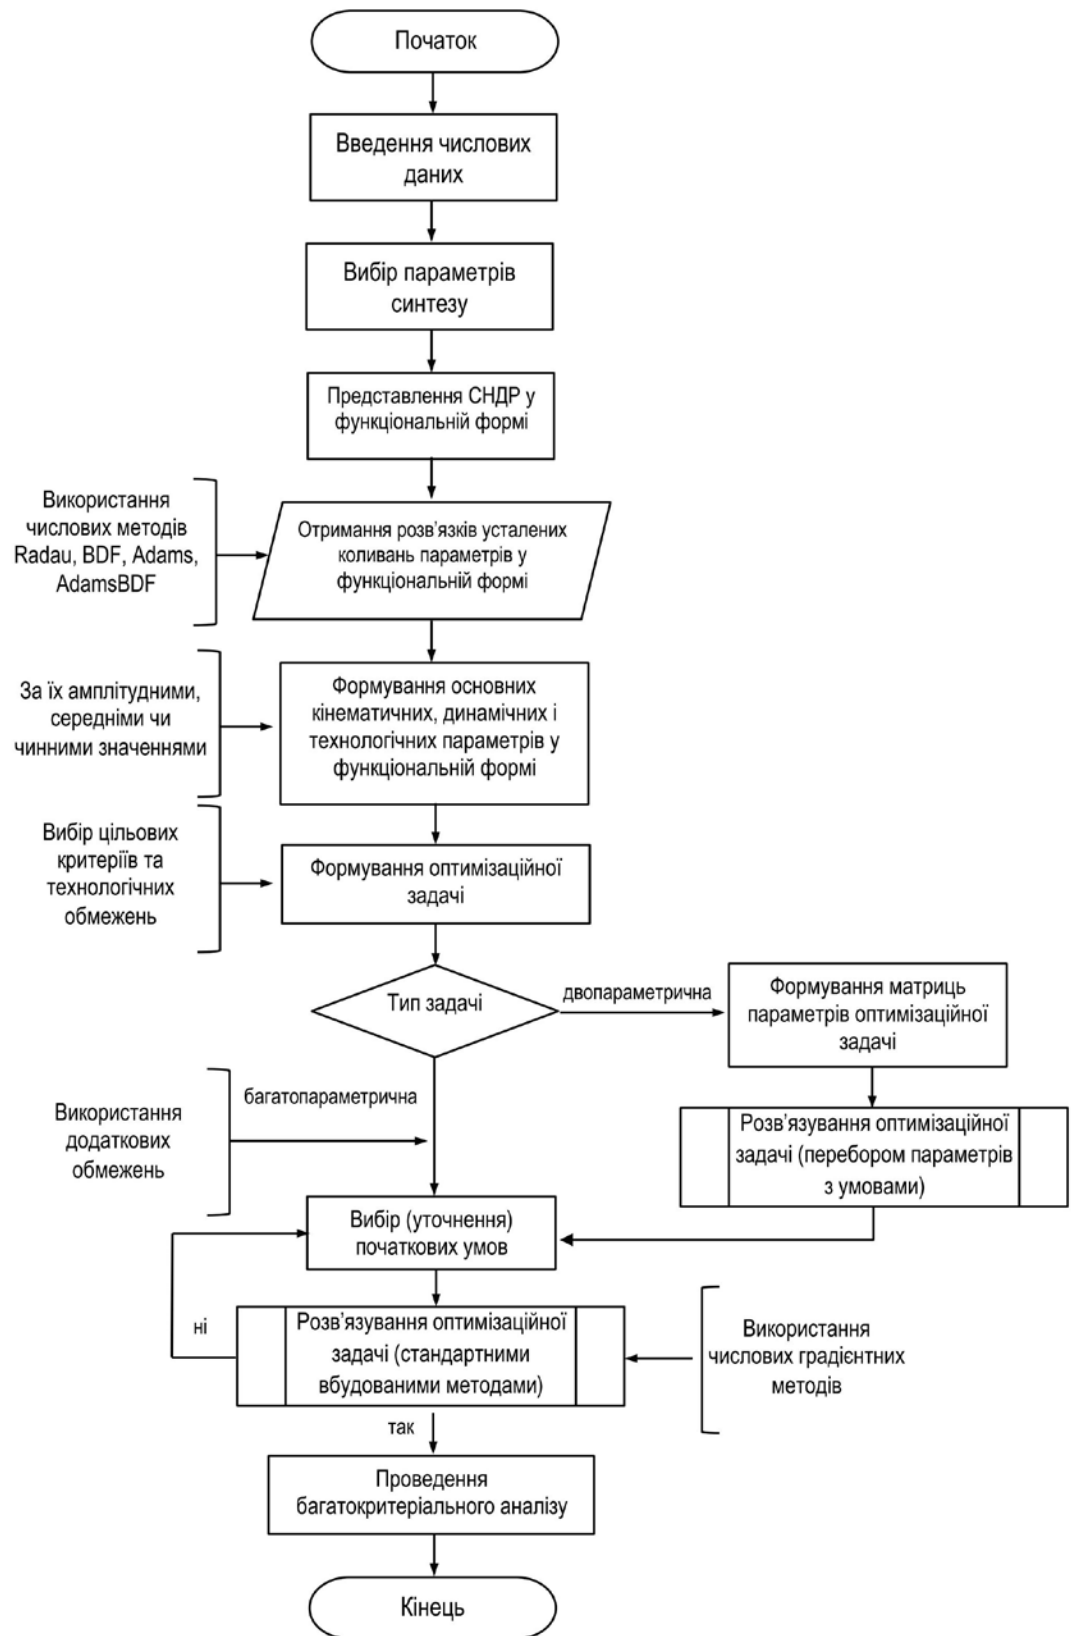 Початок
Введення числових
даних
Вибір параметрів
синтезу
Представлення СНДР у
функціональній формі
Використання
числових методів
Radau, BDF, Adams,
AdamsBDF
Отримання розв’язків усталених
коливань параметрів у
функціональній формі
За їх амплітудними,
середніми чи
чинними значеннями
Формування основних
кінематичних, динамічних і
технологічних параметрів у
функціональній формі
Вибір цільових
критеріїв та
технологічних
обмежень
Формування оптимізаційної
задачі
Тип задачі
двопараметрична
Формування матриць
параметрів оптимізаційної
задачі
багатопараметрична
Використання
додаткових
обмежень
Розв’язування оптимізаційної
задачі (перебором параметрів
з умовами)
Вибір (уточнення)
початкових умов
ні
Розв’язування оптимізаційної
задачі (стандартними
вбудованими методами)
Використання
числових градієнтних
методів
так
Проведення
багатокритеріального аналізу
Кінець